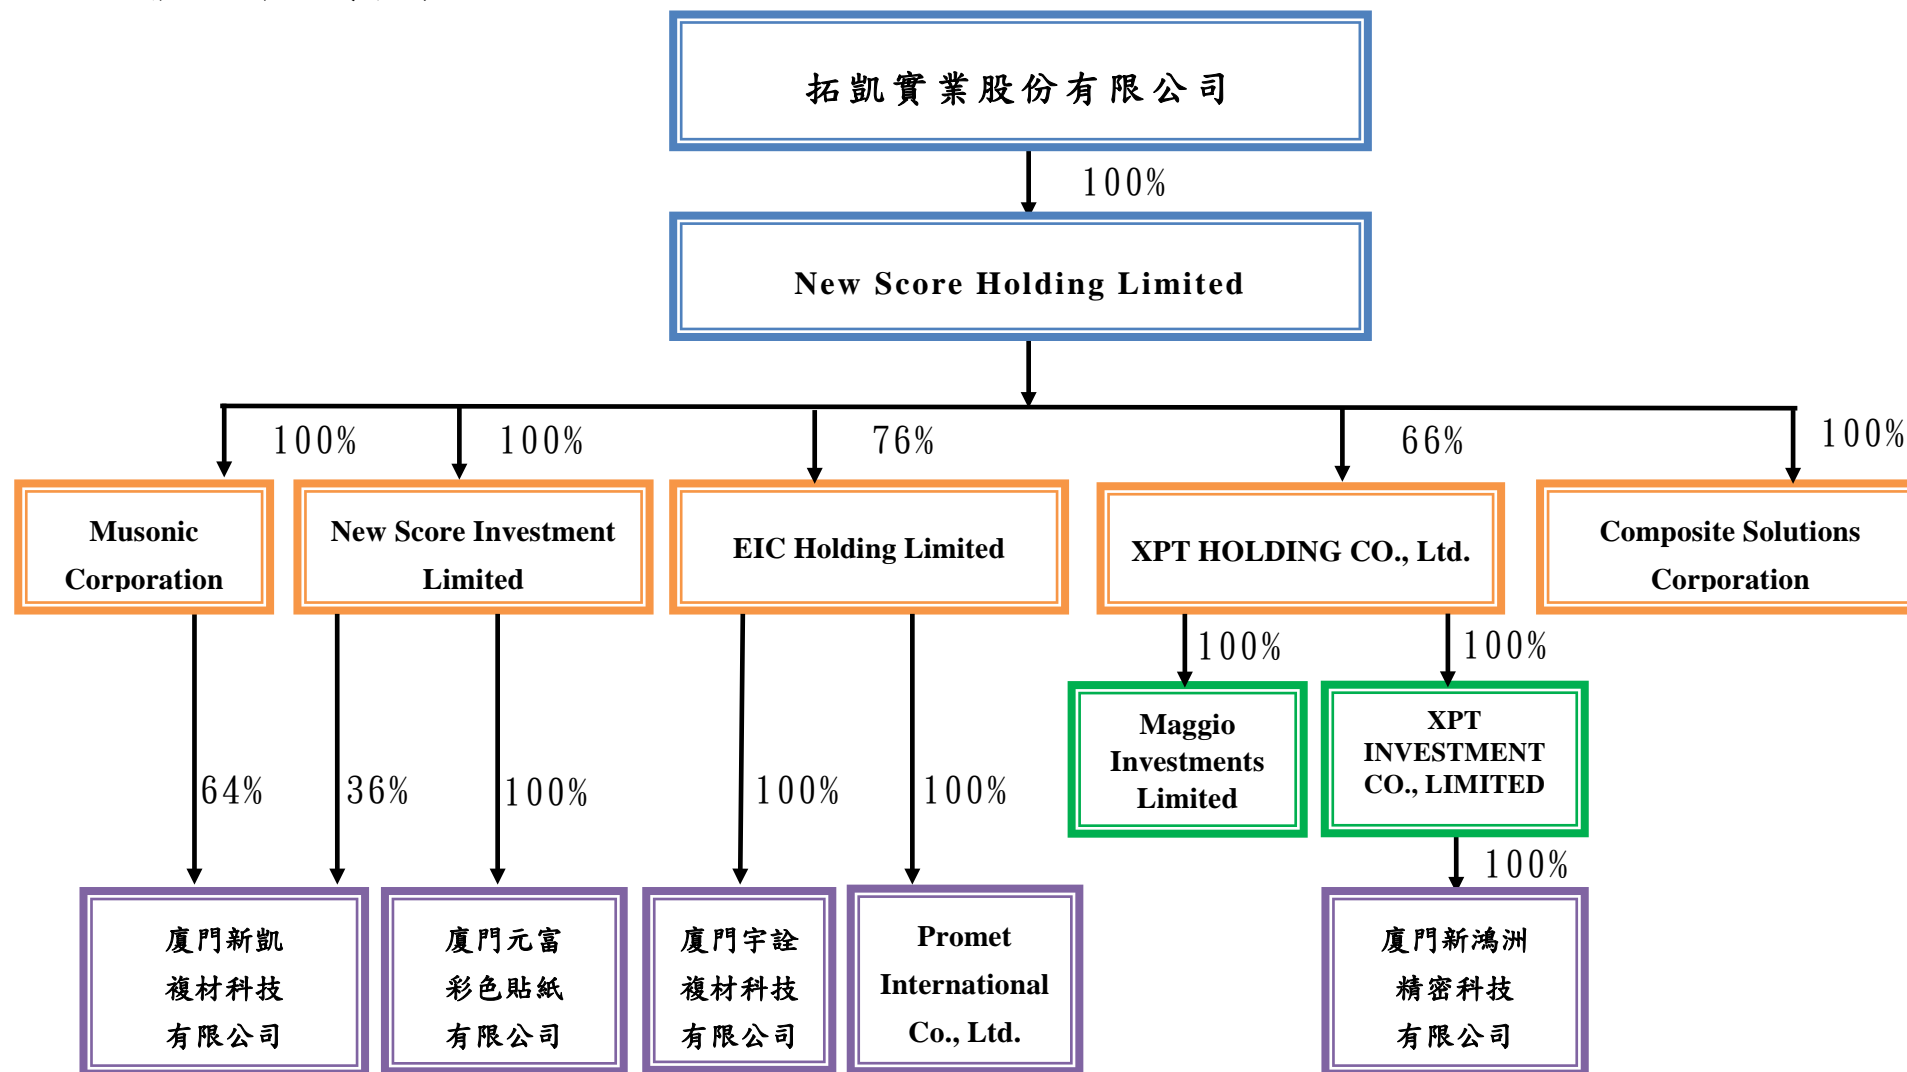 拓凱實業股份有限公司
100%
New Score Holding Limited
100%
100%
76%
66%
100%
Musonic
Corporation
New Score Investment
Limited
EIC Holding Limited
XPT HOLDING CO., Ltd.
Composite Solutions
Corporation
100%
100%
Maggio
Investments
Limited
XPT
INVESTMENT
CO., LIMITED
64%
36%
100%
100%
100%
100%
廈門新凱
複材科技
有限公司
廈門元富
彩色貼紙
有限公司
廈門宇詮
複材科技
有限公司
Promet
International
Co., Ltd.
廈門新鴻洲
精密科技
有限公司